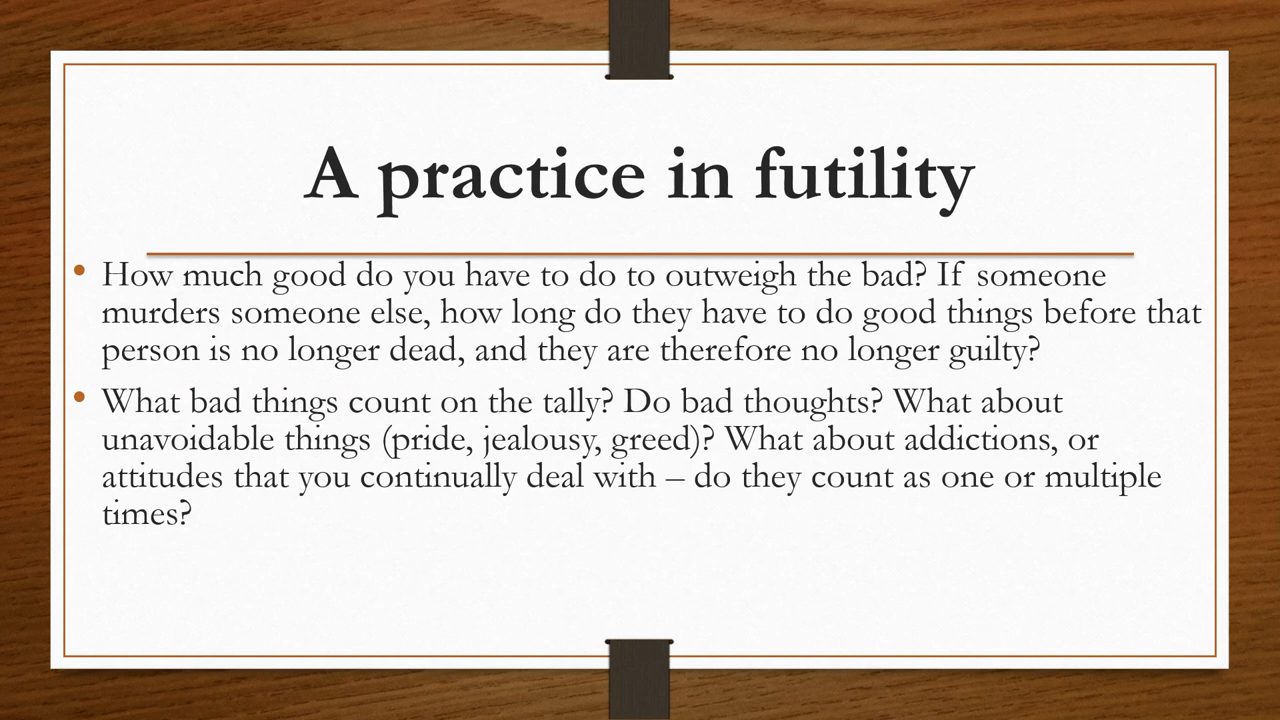 A practice in futility
• How much good do you have to do to outweigh the bad? If someone
murders someone else, how long do they have to do good things before that
person is no longer dead, and they are therefore no longer guilty?
• What bad things count on the tally? Do bad thoughts? What about
unavoidable things (pride, jealousy, greed)? What about addictions, or
attitudes that you continually deal with – do they count as one or multiple
times?